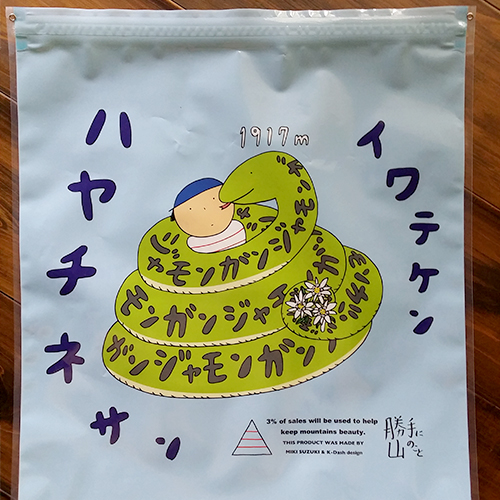 イワテケン
ハヤチネサン
1917m
ジャモンガンジャモンジャ
モンガンジャモンガ
ガンジャモンガンジャモ
3% of sales will be used to help
keep mountains beauty.
THIS PRODUCT WAS MADE BY
MIKI SUZUKI & K-Dash design
勝手に
山のこと